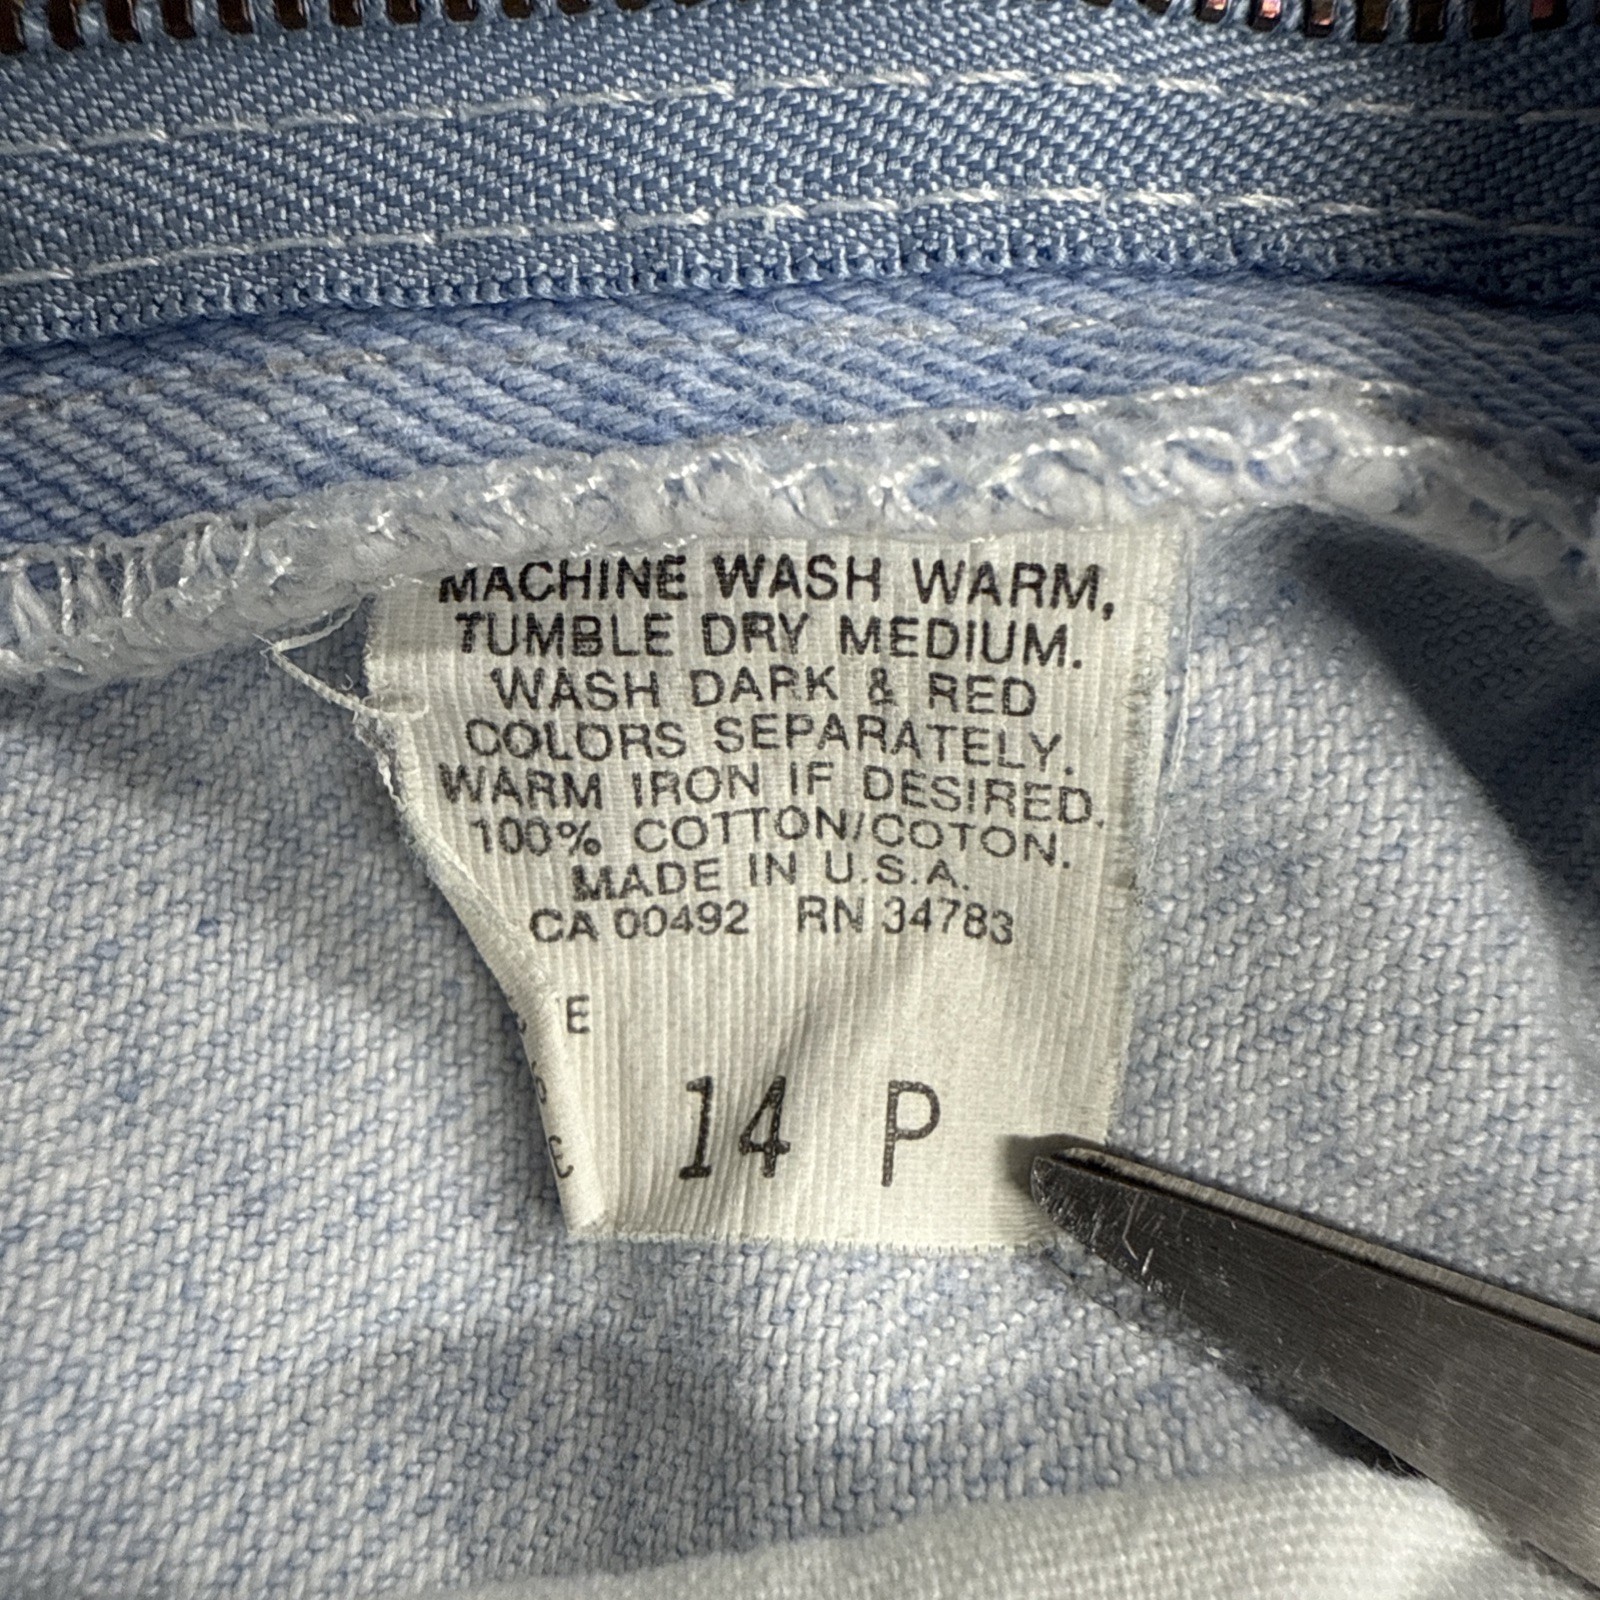 MACHINE WASH WARM,
TUMBLE DRY MEDIUM.
WASH DARK & RED
COLORS SEPARATELY.
WARM IRON IF DESIRED.
100% COTTON/COTON.
MADE IN U.S.A.
CA 00492 RN 34783
E
14 P